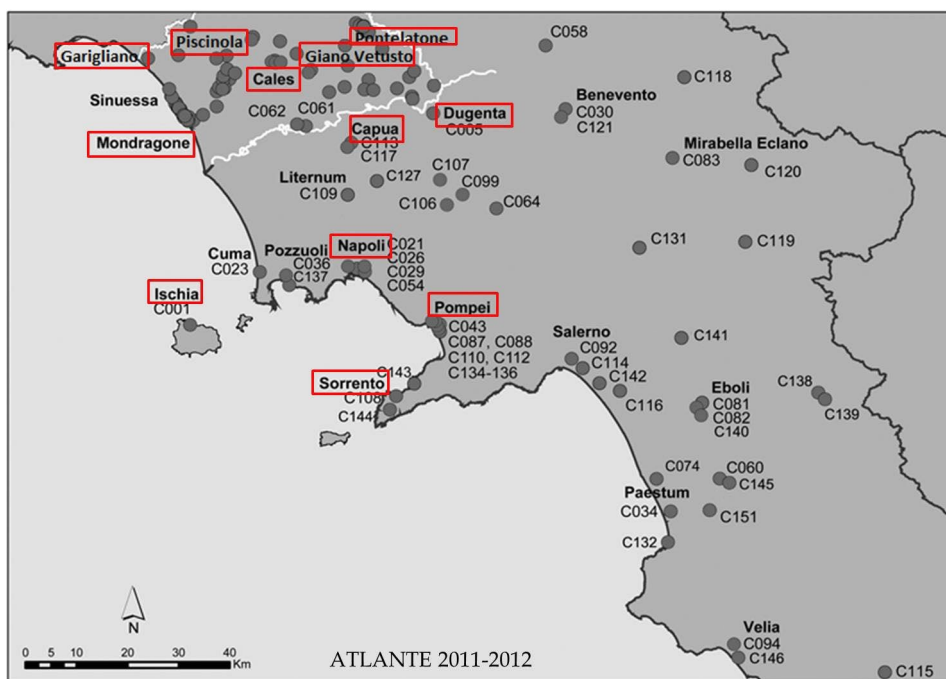 Pontelatone
C058
Piscinola
Garigliano
Giano Vetusto
C118
Cales
Sinuessa
C062
C061
Benevento
C030
C121
Dugenta
C005
Capua
C113
C117
Mondragone
Mirabella Eclano
C083
C120
C107
C127
Liternum
C109
C099
C106
C064
C131
C119
Napoli
C021
C026
C029
C054
Cuma
C023
Pozzuoli
C036
C137
Ischia
C001
Pompei
C043
C087, C088
C110, C112
C134-136
Salerno
C092
C114
C142
C116
C141
Sorrento
C143
C108
C144
Eboli
C081
C082
C140
C138
C139
C074
C060
C145
Paestum
C034
C151
C132
N
0 5 10 20 30 40
Km
ATLANTE 2011-2012
Velia
C094
C146
C115